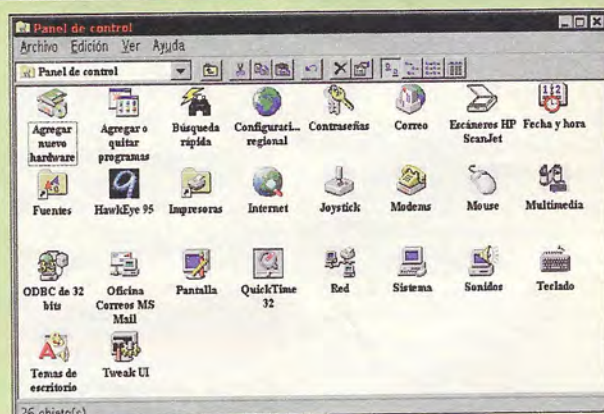 Panel de control
Archivo Edición Ver Ayuda
Panel de control
Agregar nuevo hardware
Agregar o quitar programas
Búsqueda rápida
Configuraci... regional
Contraseñas
Correo
Escáneres HP ScanJet
Fecha y hora
Fuentes
HawkEye 95
Impresoras
Internet
Joystick
Modems
Mouse
Multimedia
ODBC de 32 bits
Oficina Correos MS Mail
Pantalla
QuickTime 32
Red
Sistema
Sonidos
Teclado
Temas de escritorio
Tweak UI
26 objeto(s)